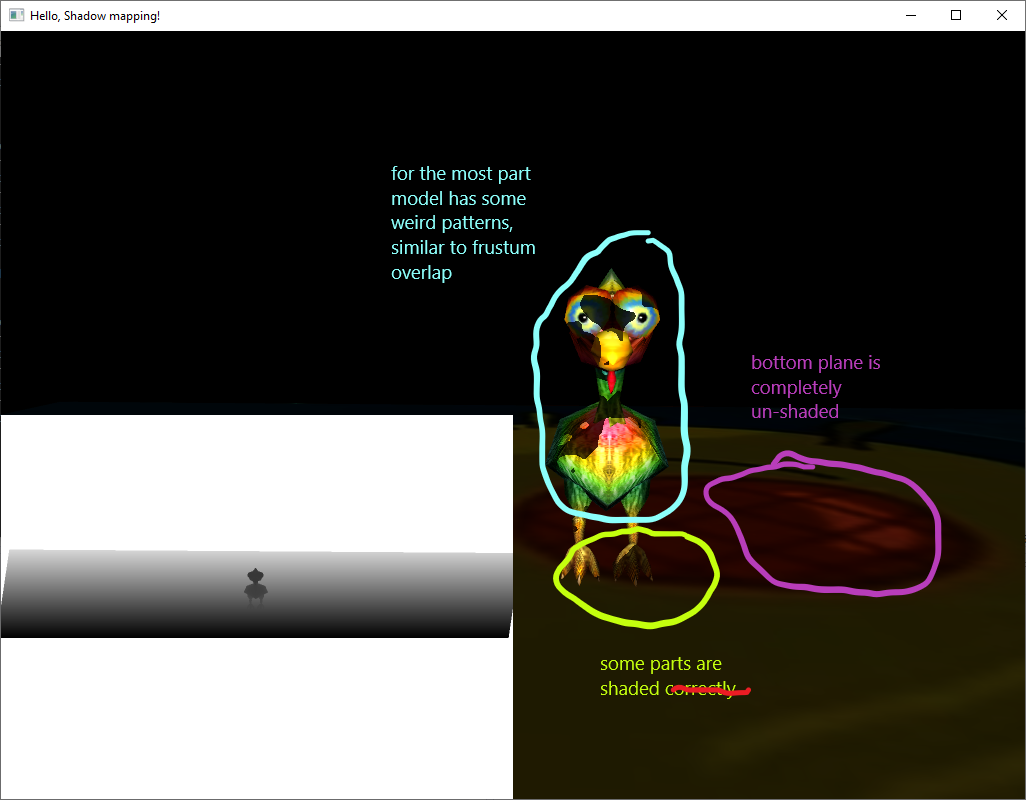 Hello, Shadow mapping!
for the most part
model has some
weird patterns,
similar to frustum
overlap
bottom plane is
completely
un-shaded
some parts are
shaded correctly